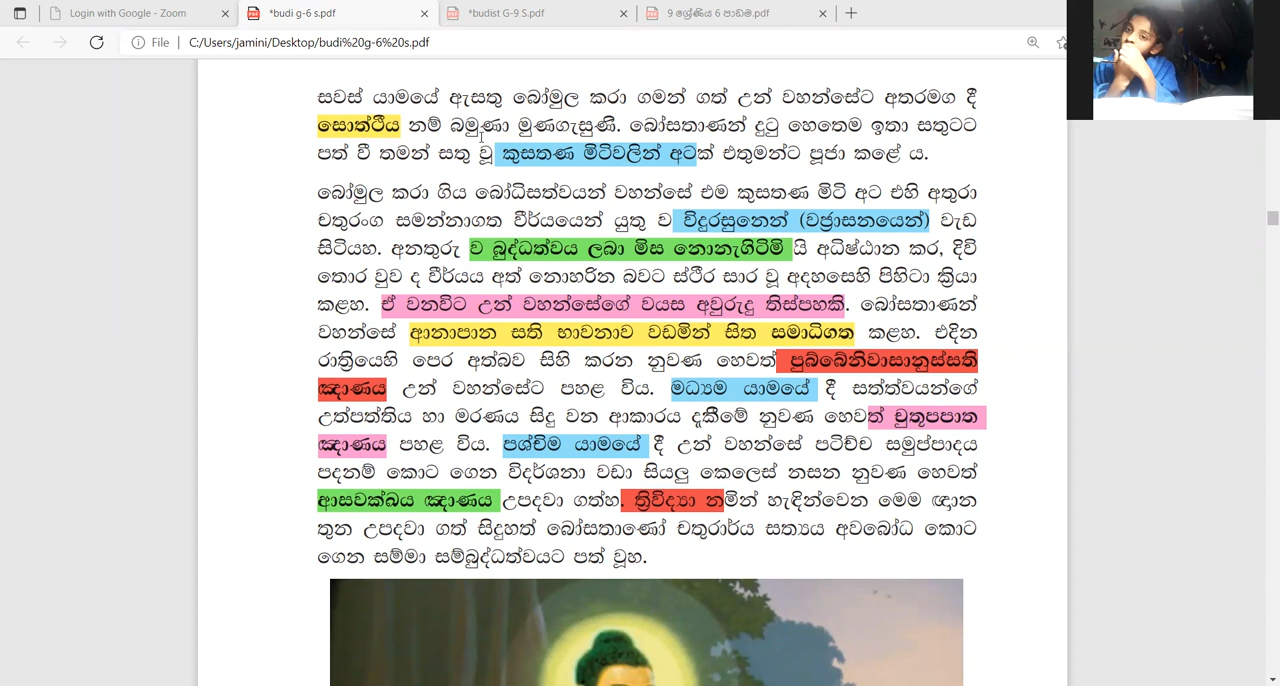 Login with Google - Zoom
*budi g-6 s.pdf
*budist G-9 S.pdf
9 ශ්‍රේණිය 6 පාඩම.pdf
File
C:/Users/jamini/Desktop/budi%20g-6%20s.pdf
සවස් යාමයේ ඇසතු බෝමුල කරා ගමන් ගත් උන් වහන්සේට අතරමග දී
සොත්ථිය නම් බමුණා මුණගැසුණි. බෝසතාණන් දුටු හෙතෙම ඉතා සතුටට
පත් වී තමන් සතු වූ කුසතණ මිටිවලින් අටක් එතුමන්ට පූජා කළේ ය.
බෝමුල කරා ගිය බෝධිසත්වයන් වහන්සේ එම කුසතණ මිටි අට එහි අතුරා
චතුරංග සමන්නාගත වීර්යයෙන් යුතු ව විදුරසුනෙන් (වජ්‍රාසනයෙන්) වැඩ
සිටියහ. අනතුරු ව බුද්ධත්වය ලබා මිස නොනැගිටිමි යි අධිෂ්ඨාන කර, දිවි
තොර වුව ද වීර්යය අත් නොහරින බවට ස්ථිර සාර වූ අදහසෙහි පිහිටා ක්‍රියා
කළහ. ඒ වනවිට උන් වහන්සේගේ වයස අවුරුදු තිස්පහකි. බෝසතාණන්
වහන්සේ ආනාපාන සති භාවනාව වඩමින් සිත සමාධිගත කළහ. එදින
රාත්‍රියෙහි පෙර අත්බව සිහි කරන නුවණ හෙවත් පුබ්බේනිවාසානුස්සති
ඤාණය උන් වහන්සේට පහළ විය. මධ්‍යම යාමයේ දී සත්ත්වයන්ගේ
උත්පත්තිය හා මරණය සිදු වන ආකාරය දැකීමේ නුවණ හෙවත් චුතූපපාත
ඤාණය පහළ විය. පශ්චිම යාමයේ දී උන් වහන්සේ පටිච්ච සමුප්පාදය
පදනම් කොට ගෙන විදර්ශනා වඩා සියලු කෙලෙස් නසන නුවණ හෙවත්
ආසවක්ඛය ඤාණය උපදවා ගත්හ. ත්‍රිවිද්‍යා නමින් හැඳින්වෙන මෙම ඥාන
තුන උපදවා ගත් සිදුහත් බෝසතාණෝ චතුරාර්ය සත්‍යය අවබෝධ කොට
ගෙන සම්මා සම්බුද්ධත්වයට පත් වූහ.